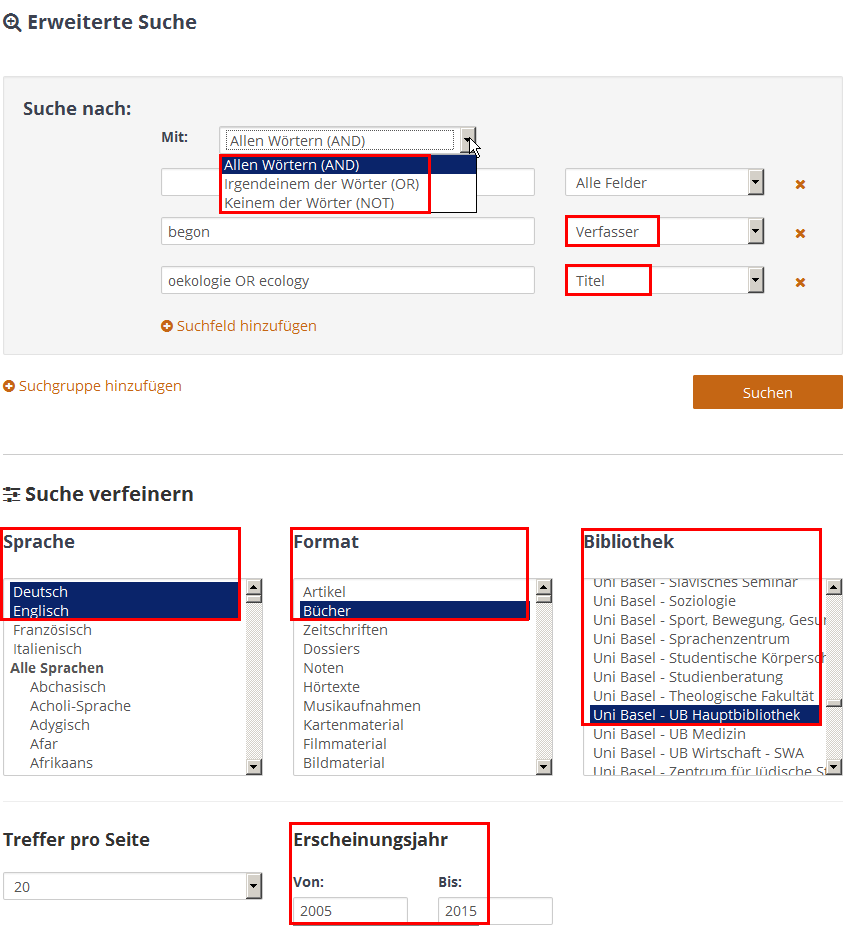 Erweiterte Suche
Suche nach:
Mit: Allen Wörtern (AND)
Allen Wörtern (AND)
Irgendeinem der Wörter (OR)
Keinem der Wörter (NOT)
Alle Felder
begon Verfasser
oekologie OR ecology Titel
Suchfeld hinzufügen
Suchgruppe hinzufügen
Suchen
Suche verfeinern
Sprache
Deutsch
Englisch
Französisch
Italienisch
Alle Sprachen
Abchasisch
Acholi-Sprache
Adygisch
Afar
Afrikaans
Format
Artikel
Bücher
Zeitschriften
Dossiers
Noten
Hörtexte
Musikaufnahmen
Kartenmaterial
Filmmaterial
Bildmaterial
Bibliothek
Uni Basel - Slavisches Seminar
Uni Basel - Soziologie
Uni Basel - Sport, Bewegung, Gesun
Uni Basel - Sprachenzentrum
Uni Basel - Studentische Körpersch
Uni Basel - Studienberatung
Uni Basel - Theologische Fakultät
Uni Basel - UB Hauptbibliothek
Uni Basel - UB Medizin
Uni Basel - UB Wirtschaft - SWA
Uni Basel - Zentrum für Jüdische St
Treffer pro Seite
20
Erscheinungsjahr
Von: Bis:
2005 2015